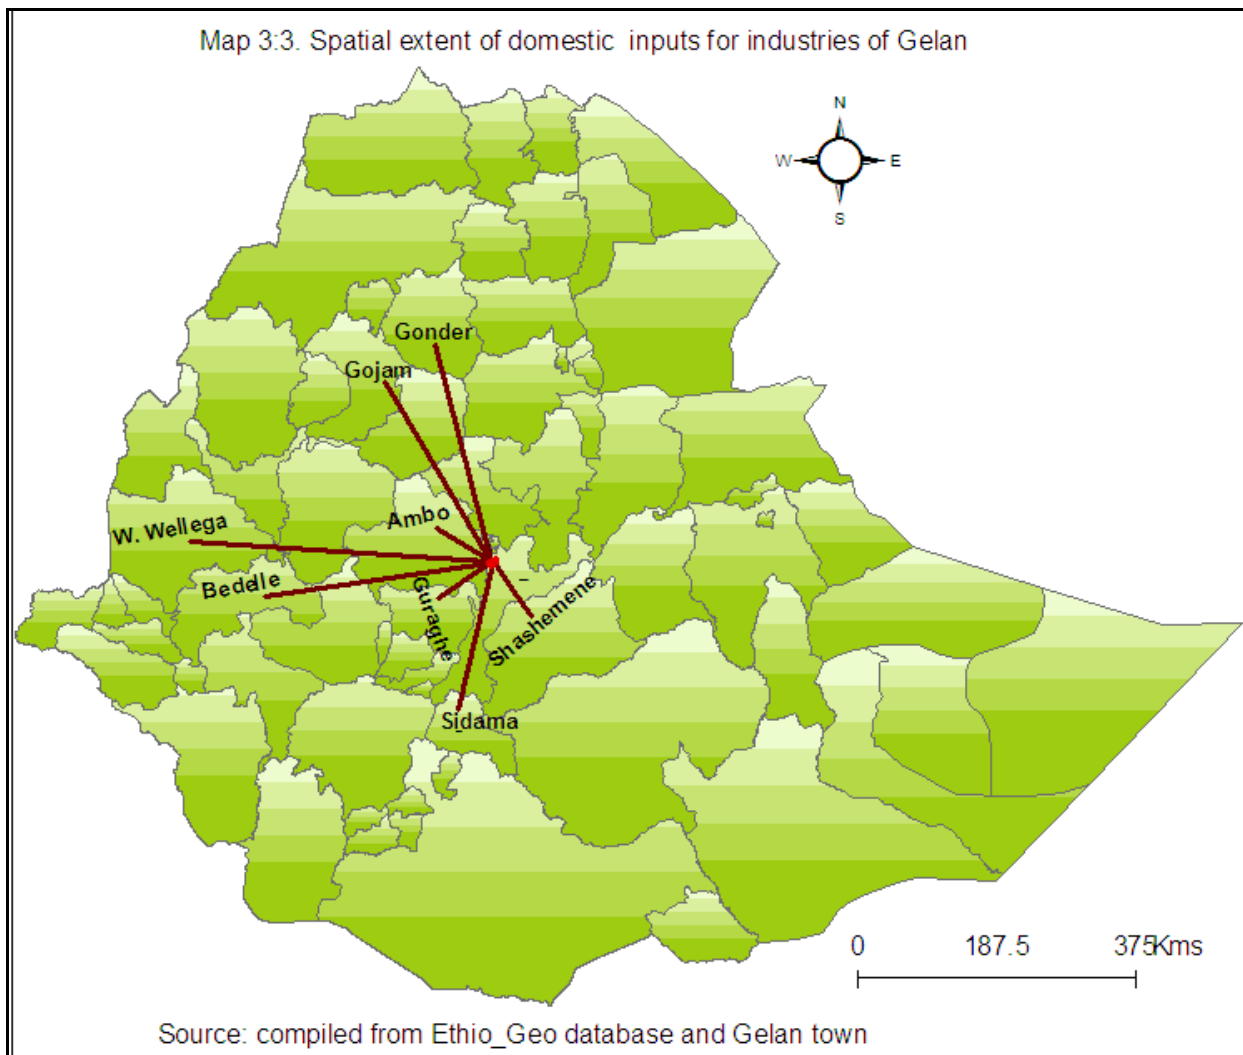 Map 3:3. Spatial extent of domestic inputs for industries of Gelan
N
W E
S
Gonder
Gojam
Ambo
W. Wellega
Bedelle
Guraghe
Shashemene
Sidama
0 187.5 375Kms
Source: compiled from Ethio_Geo database and Gelan town